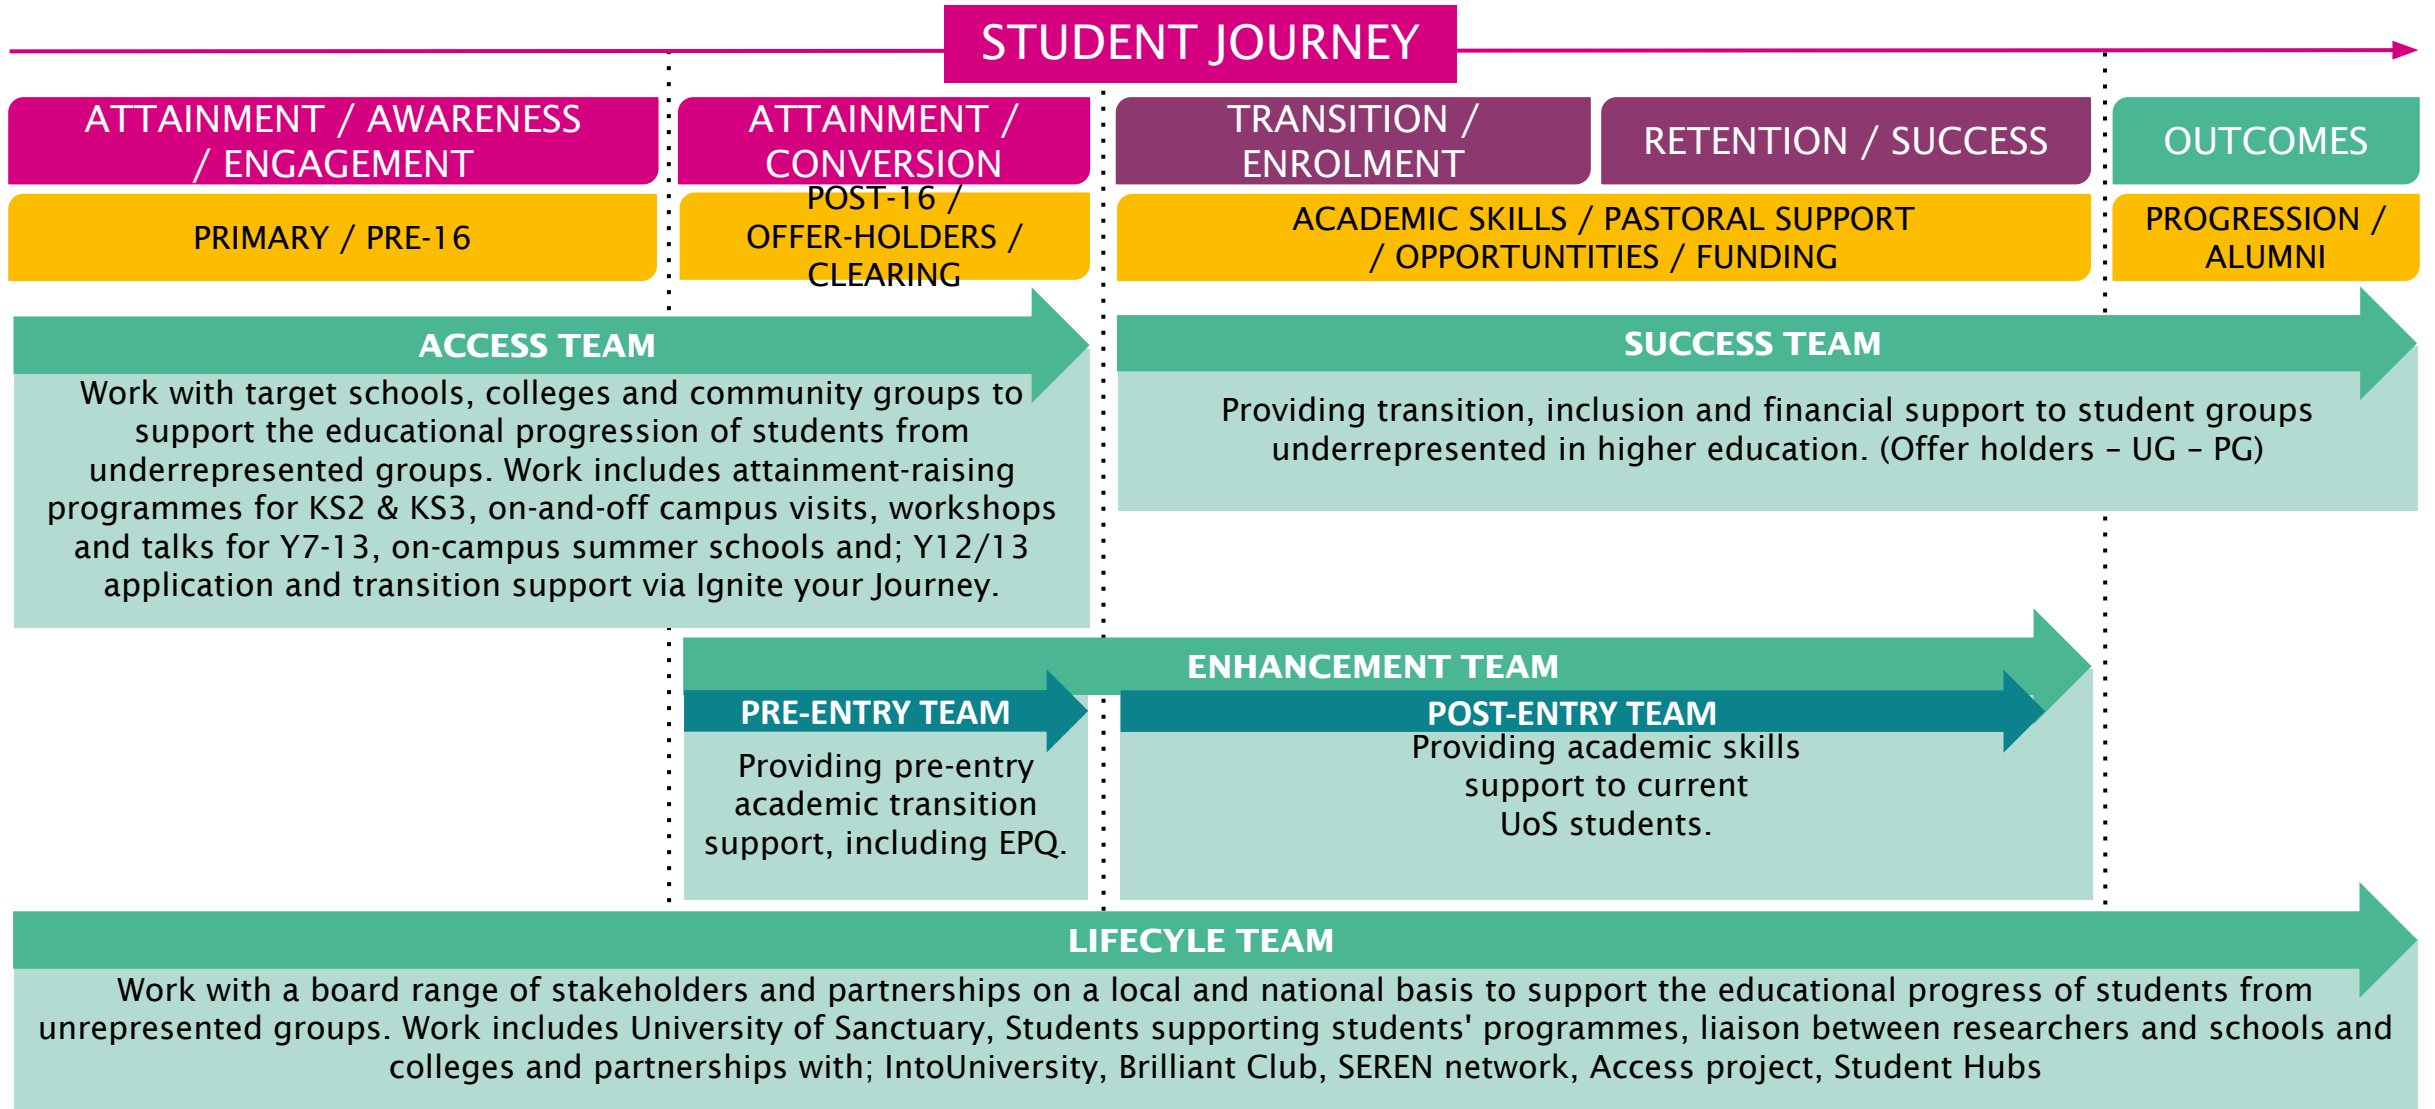 STUDENT JOURNEY
ATTAINMENT / AWARENESS
/ ENGAGEMENT
ATTAINMENT /
CONVERSION
TRANSITION /
ENROLMENT
RETENTION / SUCCESS
OUTCOMES
PRIMARY / PRE-16
POST-16 /
OFFER-HOLDERS /
CLEARING
ACADEMIC SKILLS / PASTORAL SUPPORT
/ OPPORTUNTITIES / FUNDING
PROGRESSION /
ALUMNI
ACCESS TEAM
Work with target schools, colleges and community groups to
support the educational progression of students from
underrepresented groups. Work includes attainment-raising
programmes for KS2 & KS3, on-and-off campus visits, workshops
and talks for Y7-13, on-campus summer schools and; Y12/13
application and transition support via Ignite your Journey.
SUCCESS TEAM
Providing transition, inclusion and financial support to student groups
underrepresented in higher education. (Offer holders – UG – PG)
ENHANCEMENT TEAM
PRE-ENTRY TEAM
Providing pre-entry
academic transition
support, including EPQ.
POST-ENTRY TEAM
Providing academic skills
support to current
UoS students.
LIFECYLE TEAM
Work with a board range of stakeholders and partnerships on a local and national basis to support the educational progress of students from
unrepresented groups. Work includes University of Sanctuary, Students supporting students' programmes, liaison between researchers and schools and
colleges and partnerships with; IntoUniversity, Brilliant Club, SEREN network, Access project, Student Hubs